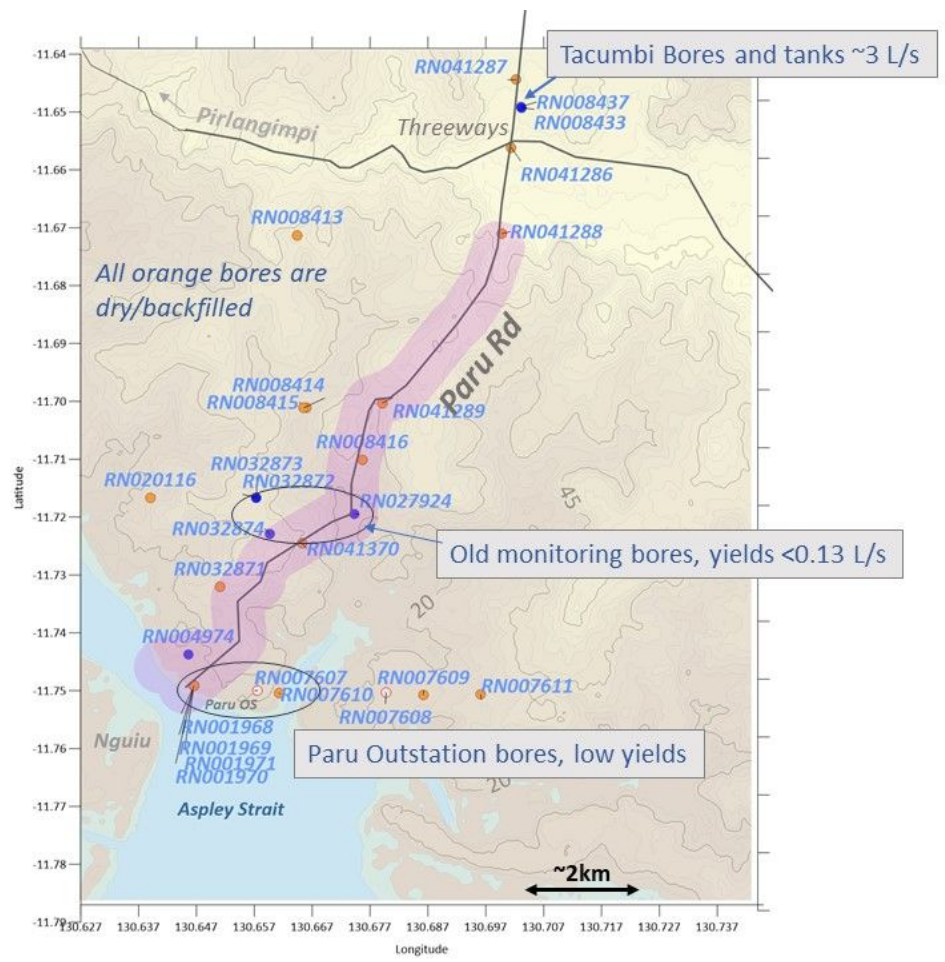 -11.64
-11.65
-11.66
-11.67
-11.68
-11.69
-11.70
-11.71
-11.72
-11.73
-11.74
-11.75
-11.76
-11.77
-11.78
-11.79
Latitude
RN041287
Tacumbi Bores and tanks ~3 L/s
RN008437
RN008433
Pirlangimpi
Threeways
RN041286
RN008413
RN041288
All orange bores are
dry/backfilled
Paru Rd
RN008414
RN008415
RN041289
RN008416
RN032873
RN032872
RN020116
RN027924
45
RN032874
RN041370
Old monitoring bores, yields <0.13 L/s
RN032871
20
RN004974
RN007607
RN007610
RN007609
RN007611
RN007608
Paru OS
RN001968
RN001969
RN001971
RN001970
Nguiu
Paru Outstation bores, low yields
20
Aspley Strait
~2km
130.627 130.637 130.647 130.657 130.667 130.677 130.687 130.697 130.707 130.717 130.727 130.737
Longitude